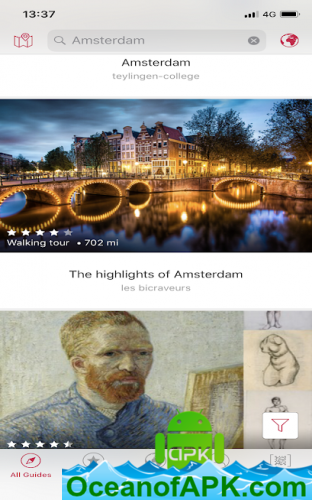 13:37
4G
Amsterdam
Amsterdam
teylingen-college
Walking tour • 702 mi
The highlights of Amsterdam
les bicraveurs
All Guides
APK
OceanofAPK.com